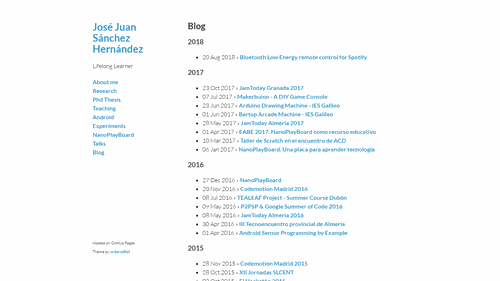 José Juan
Sánchez
Hernández
Lifelong Learner
About me
Research
Phd Thesis
Teaching
Android
Experiments
NanoPlayBoard
Talks
Blog
Hosted on GitHub Pages
Theme by orderedlist
Blog
2018
20 Aug 2018 » Bluetooth Low Energy remote control for Spotify
2017
23 Oct 2017 » JamToday Granada 2017
07 Jul 2017 » Makerbuino - A DIY Game Console
23 Jun 2017 » Arduino Drawing Machine - IES Galileo
01 Jun 2017 » Bartop Arcade Machine - IES Galileo
28 May 2017 » JamToday Almería 2017
01 Apr 2017 » EABE 2017. NanoPlayBoard como recurso educativo
10 Mar 2017 » Taller de Scratch en el encuentro de ACD
06 Jan 2017 » NanoPlayBoard. Una placa para aprender tecnología
2016
27 Dec 2016 » NanoPlayBoard
20 Nov 2016 » Codemotion Madrid 2016
08 Jul 2016 » TEALEAF Project - Summer Course Dublin
09 May 2016 » P2PSP & Google Summer of Code 2016
08 May 2016 » JamToday Almería 2016
30 Apr 2016 » III Tecnoencuentro provincial de Almería
01 Apr 2016 » Android Sensor Programming by Example
2015
28 Nov 2015 » Codemotion Madrid 2015
28 Oct 2015 » XII Jornadas SLCENT